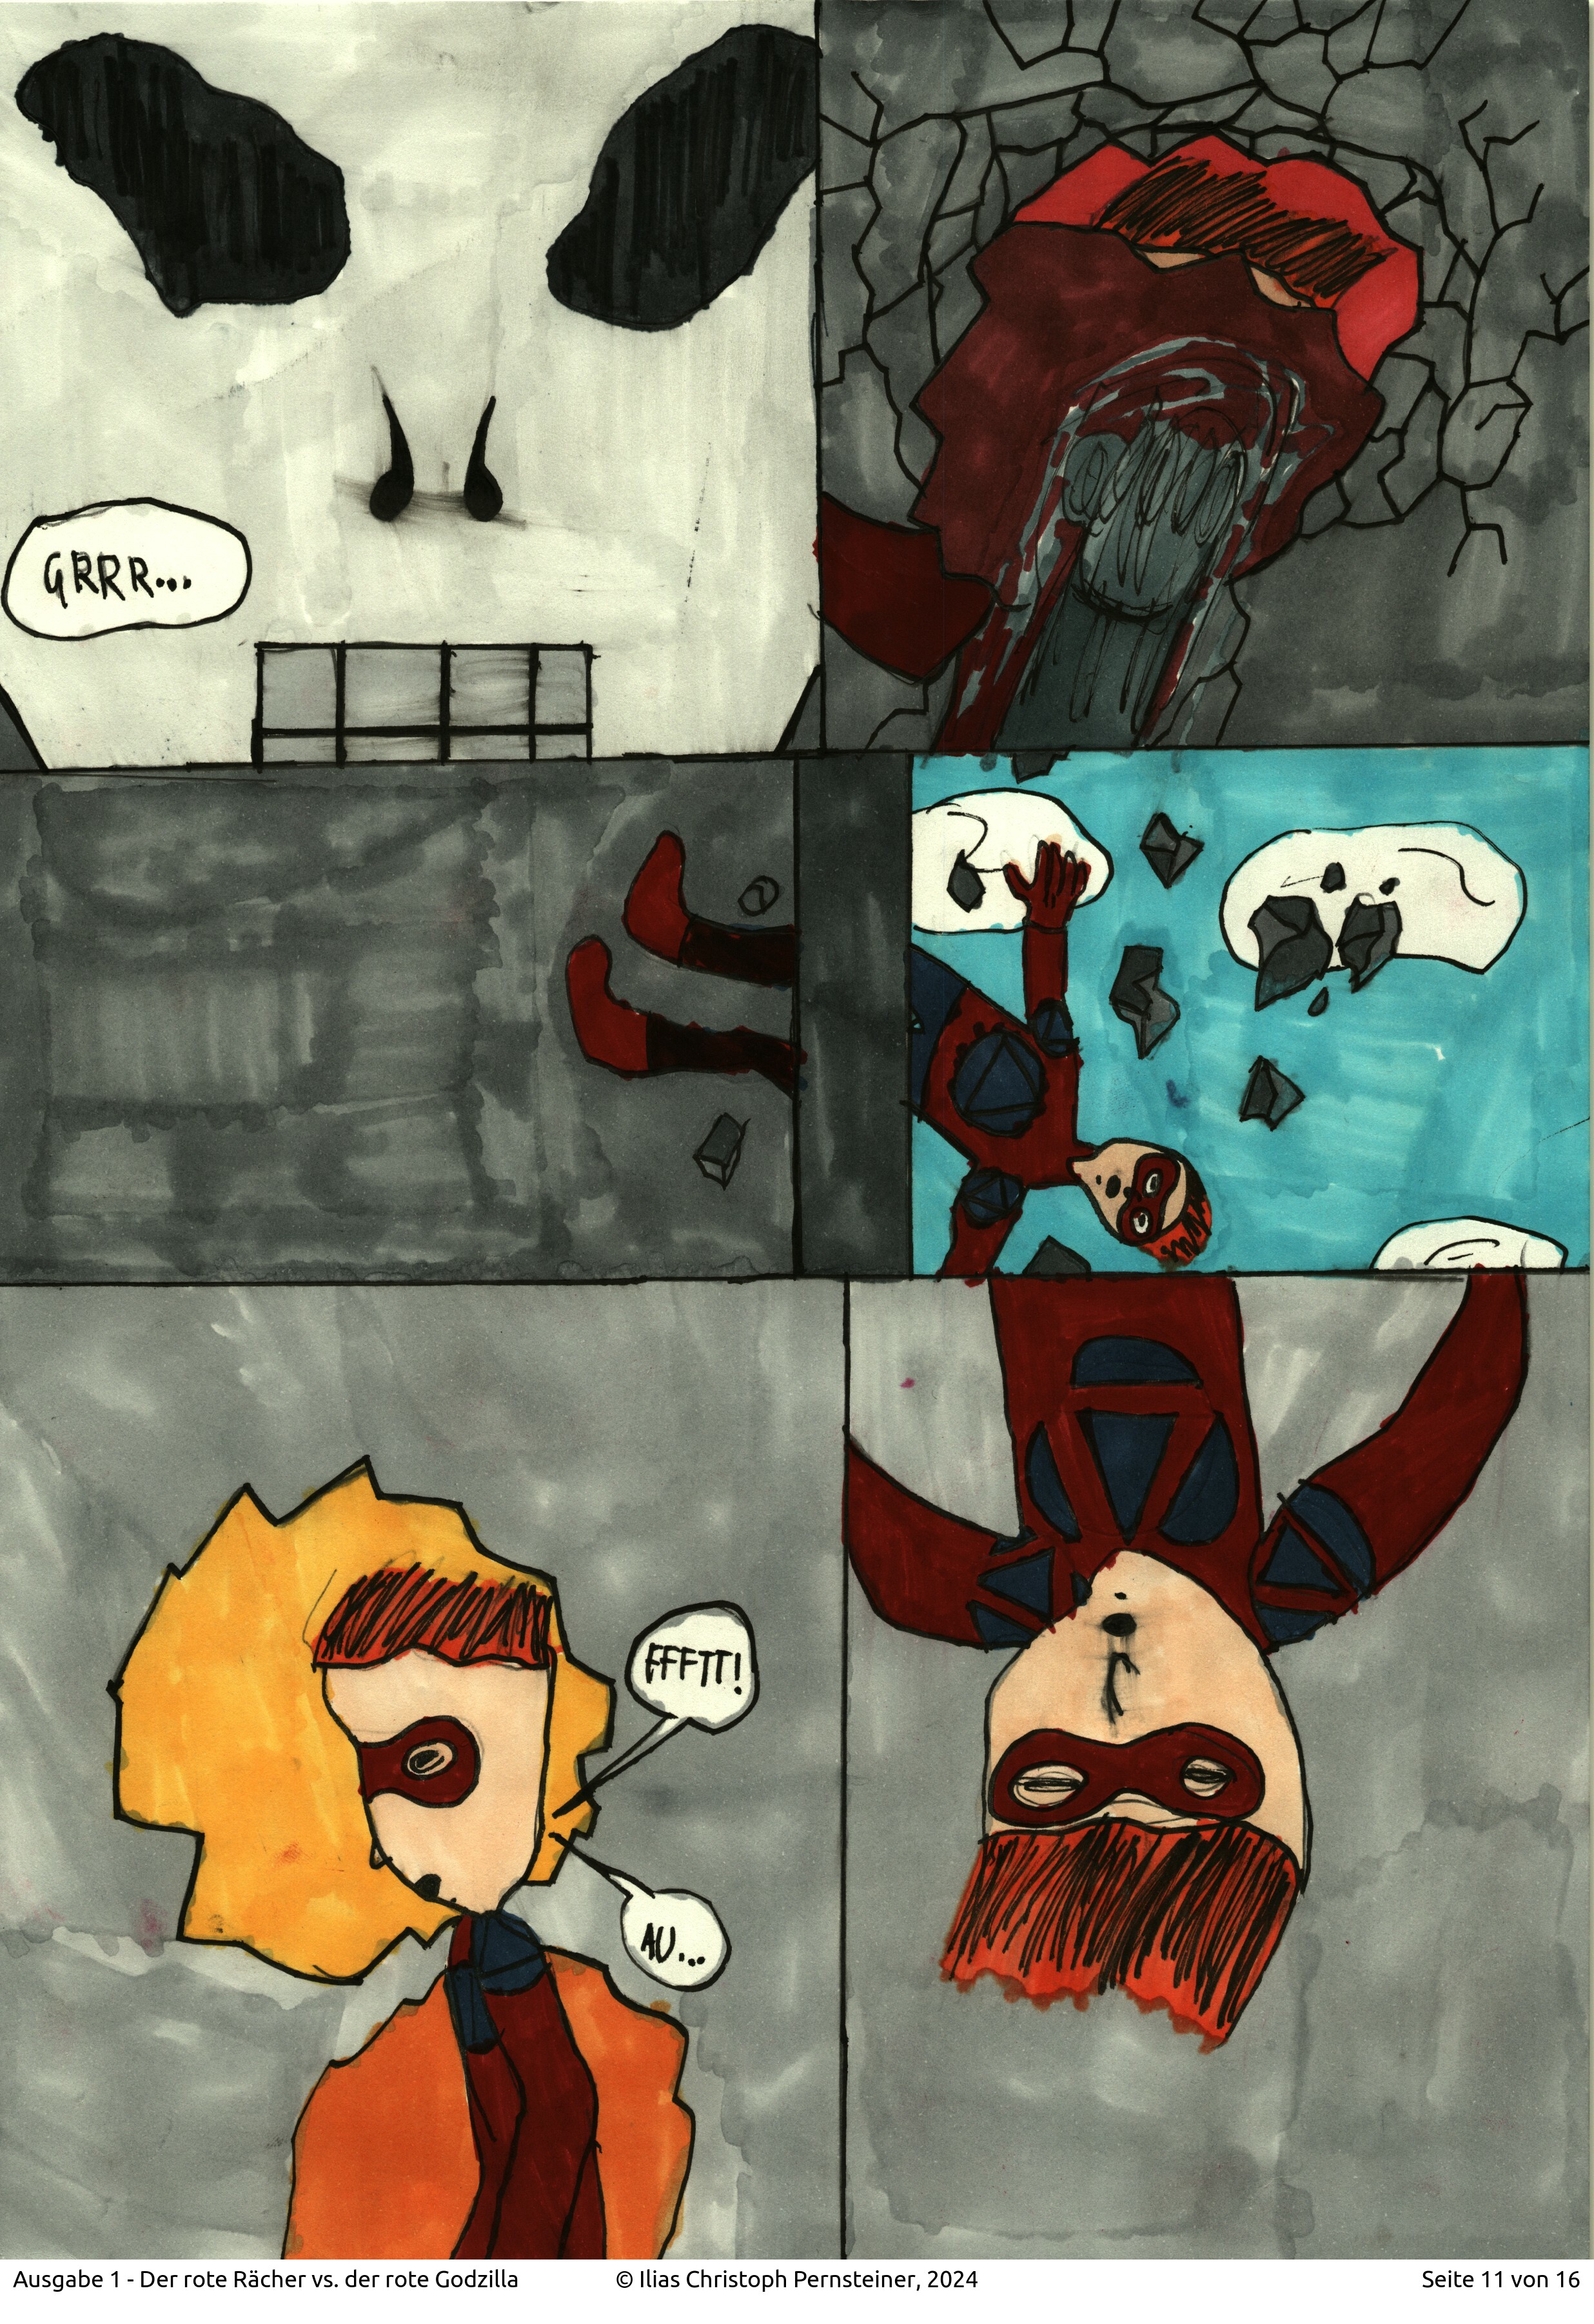 GRRR...
FFFTT!
AU...
Ausgabe 1 - Der rote Rächer vs. der rote Godzilla
© Ilias Christoph Pernsteiner, 2024
Seite 11 von 16